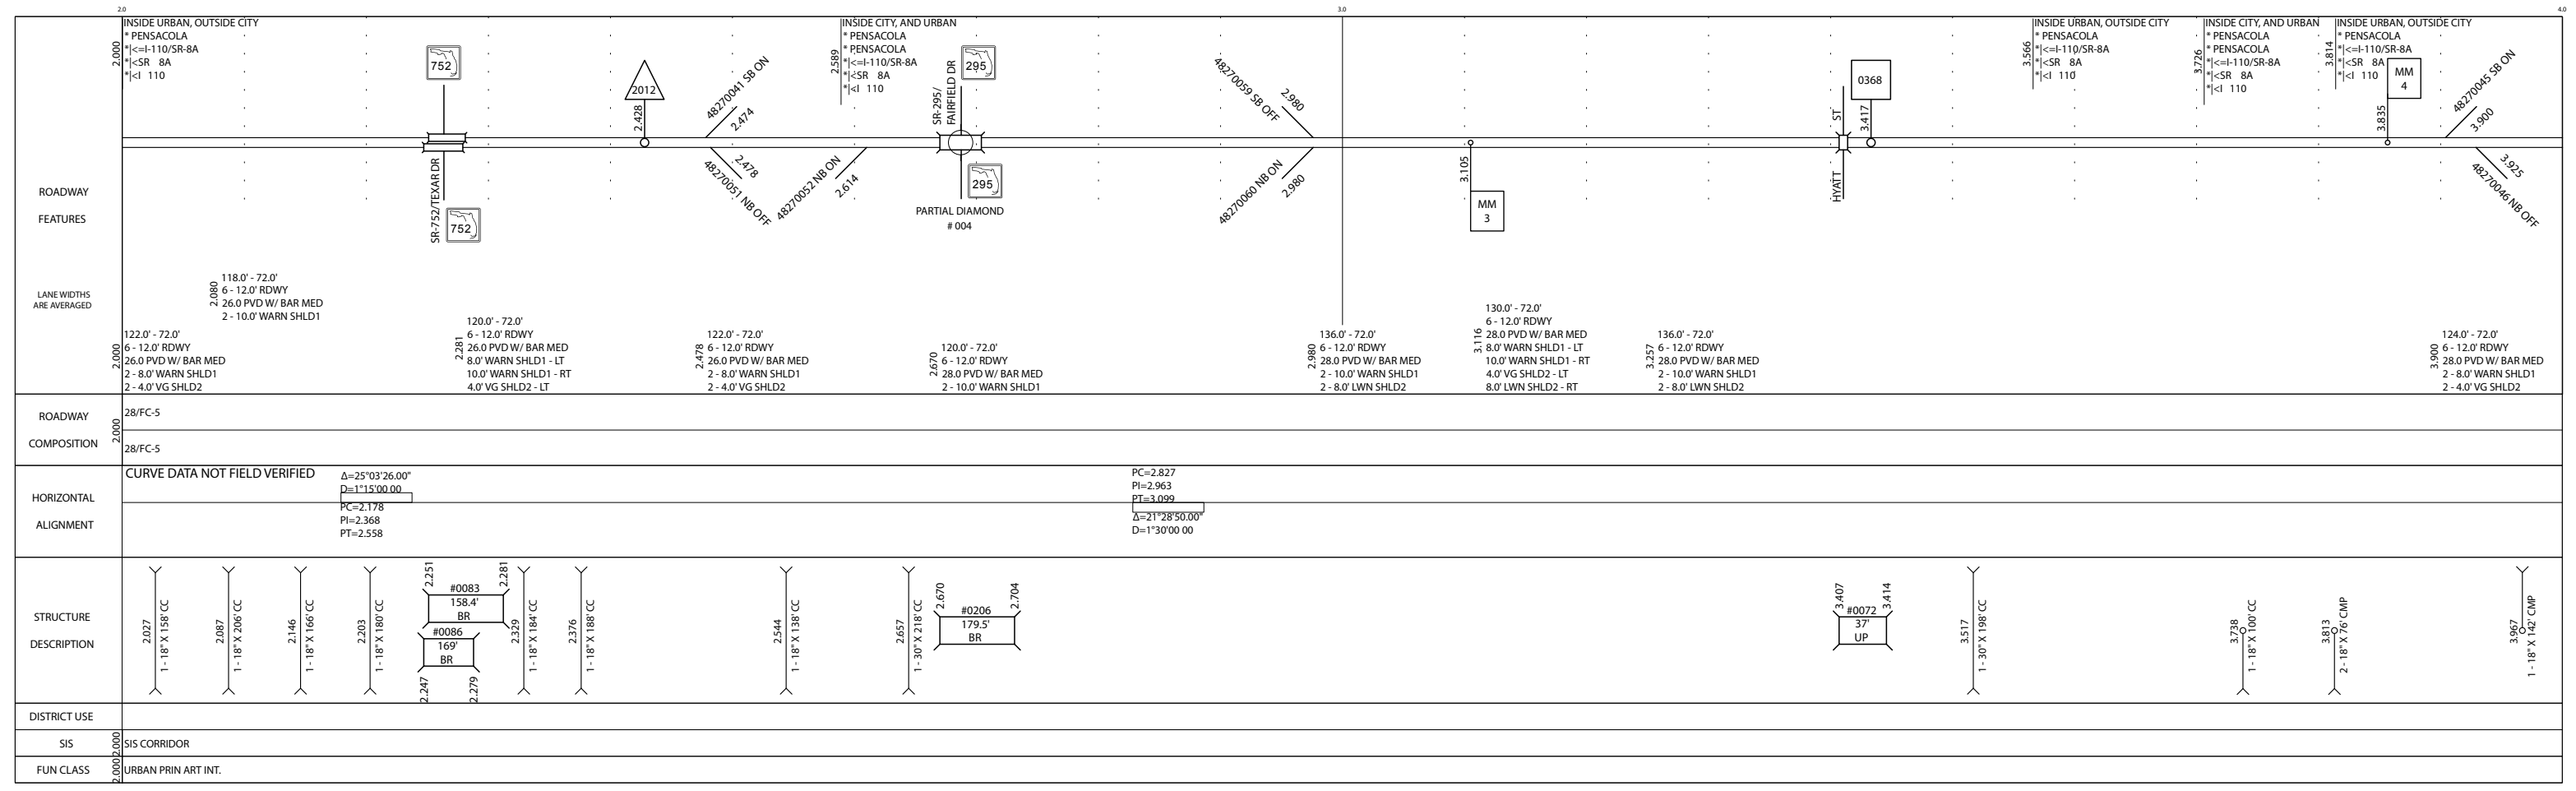 2.0
3.0
4.0
ROADWAY
FEATURES
LANE WIDTHS
ARE AVERAGED
2.000
INSIDE URBAN, OUTSIDE CITY
* PENSACOLA
*|<=I-110/SR-8A
*|<SR 8A
*|<I 110
752
SR-752/TEXAR DR
752
2012
2.428
48270041 SB ON
2.474
2.478
48270051 NB OFF
2.589
INSIDE CITY, AND URBAN
* PENSACOLA
* PENSACOLA
*|<=I-110/SR-8A
*|<SR 8A
*|<I 110
48270052 NB ON
2.614
SR-295/
FAIRFIELD DR
295
295
PARTIAL DIAMOND
# 004
48270059 SB OFF
2.980
48270060 NB ON
2.980
3.105
MM
3
HYATT ST
0368
3.417
3.566
INSIDE URBAN, OUTSIDE CITY
* PENSACOLA
*|<=I-110/SR-8A
*|<SR 8A
*|<I 110
3.726
INSIDE CITY, AND URBAN
* PENSACOLA
* PENSACOLA
*|<=I-110/SR-8A
*|<SR 8A
*|<I 110
3.814
INSIDE URBAN, OUTSIDE CITY
* PENSACOLA
*|<=I-110/SR-8A
*|<SR 8A
*|<I 110
MM
4
3.835
48270045 SB ON
3.900
3.925
48270046 NB OFF
2.000
122.0' - 72.0'
6 - 12.0' RDWY
26.0 PVD W/ BAR MED
2 - 8.0' WARN SHLD1
2 - 4.0' VG SHLD2
2.080
118.0' - 72.0'
6 - 12.0' RDWY
26.0 PVD W/ BAR MED
2 - 10.0' WARN SHLD1
2.281
120.0' - 72.0'
6 - 12.0' RDWY
26.0 PVD W/ BAR MED
8.0' WARN SHLD1 - LT
10.0' WARN SHLD1 - RT
4.0' VG SHLD2 - LT
2.478
122.0' - 72.0'
6 - 12.0' RDWY
26.0 PVD W/ BAR MED
2 - 8.0' WARN SHLD1
2 - 4.0' VG SHLD2
2.670
120.0' - 72.0'
6 - 12.0' RDWY
28.0 PVD W/ BAR MED
2 - 10.0' WARN SHLD1
2.980
136.0' - 72.0'
6 - 12.0' RDWY
28.0 PVD W/ BAR MED
2 - 10.0' WARN SHLD1
2 - 8.0' LWN SHLD2
3.116
130.0' - 72.0'
6 - 12.0' RDWY
28.0 PVD W/ BAR MED
8.0' WARN SHLD1 - LT
10.0' WARN SHLD1 - RT
4.0' VG SHLD2 - LT
8.0' LWN SHLD2 - RT
3.257
136.0' - 72.0'
6 - 12.0' RDWY
28.0 PVD W/ BAR MED
2 - 10.0' WARN SHLD1
2 - 8.0' LWN SHLD2
3.900
124.0' - 72.0'
6 - 12.0' RDWY
28.0 PVD W/ BAR MED
2 - 8.0' WARN SHLD1
2 - 4.0' VG SHLD2
ROADWAY
COMPOSITION
2.000
28/FC-5
28/FC-5
HORIZONTAL
ALIGNMENT
CURVE DATA NOT FIELD VERIFIED
Δ=25°03'26.00"
D=1°15'00 00
PC=2.178
PI=2.368
PT=2.558
PC=2.827
PI=2.963
PT=3.099
Δ=21°28'50.00"
D=1°30'00 00
STRUCTURE
DESCRIPTION
2.027
1 - 18" X 158' CC
2.087
1 - 18" X 206' CC
2.146
1 - 18" X 166' CC
2.203
1 - 18" X 180' CC
2.251
2.281
#0083
158.4'
BR
#0086
169'
BR
2.247
2.279
2.329
1 - 18" X 184' CC
2.376
1 - 18" X 188' CC
2.544
1 - 18" X 138' CC
2.657
1 - 30" X 218' CC
2.670
2.704
#0206
179.5'
BR
3.407
3.414
#0072
37'
UP
3.517
1 - 30" X 198' CC
3.738
1 - 18" X 100' CC
3.813
2 - 18" X 76' CMP
3.967
1 - 18" X 142' CMP
DISTRICT USE
SIS
2.000
SIS CORRIDOR
FUN CLASS
2.000
URBAN PRIN ART INT.